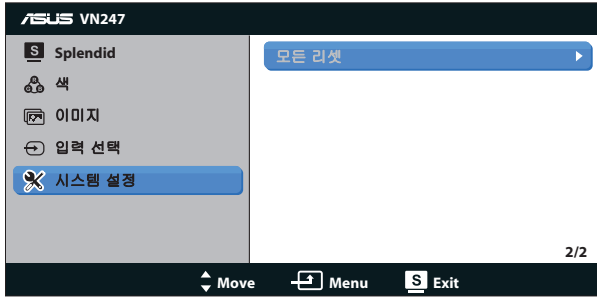 ASUS VN247
S Splendid
색
이미지
입력 선택
시스템 설정
모든 리셋
2/2
Move Menu S Exit